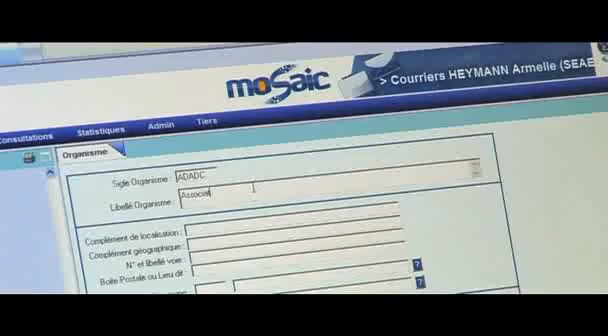 mosaic
> Courriers HEYMANN Armelle (SEAE
Consultations Statistiques Admin Tiers
Organisme
Sigle Organisme : ADADC
Libellé Organisme : Associat
Complément de localisation :
Complément géographique :
N° et libellé voie :
Boîte Postale ou Lieu dit :
?
?